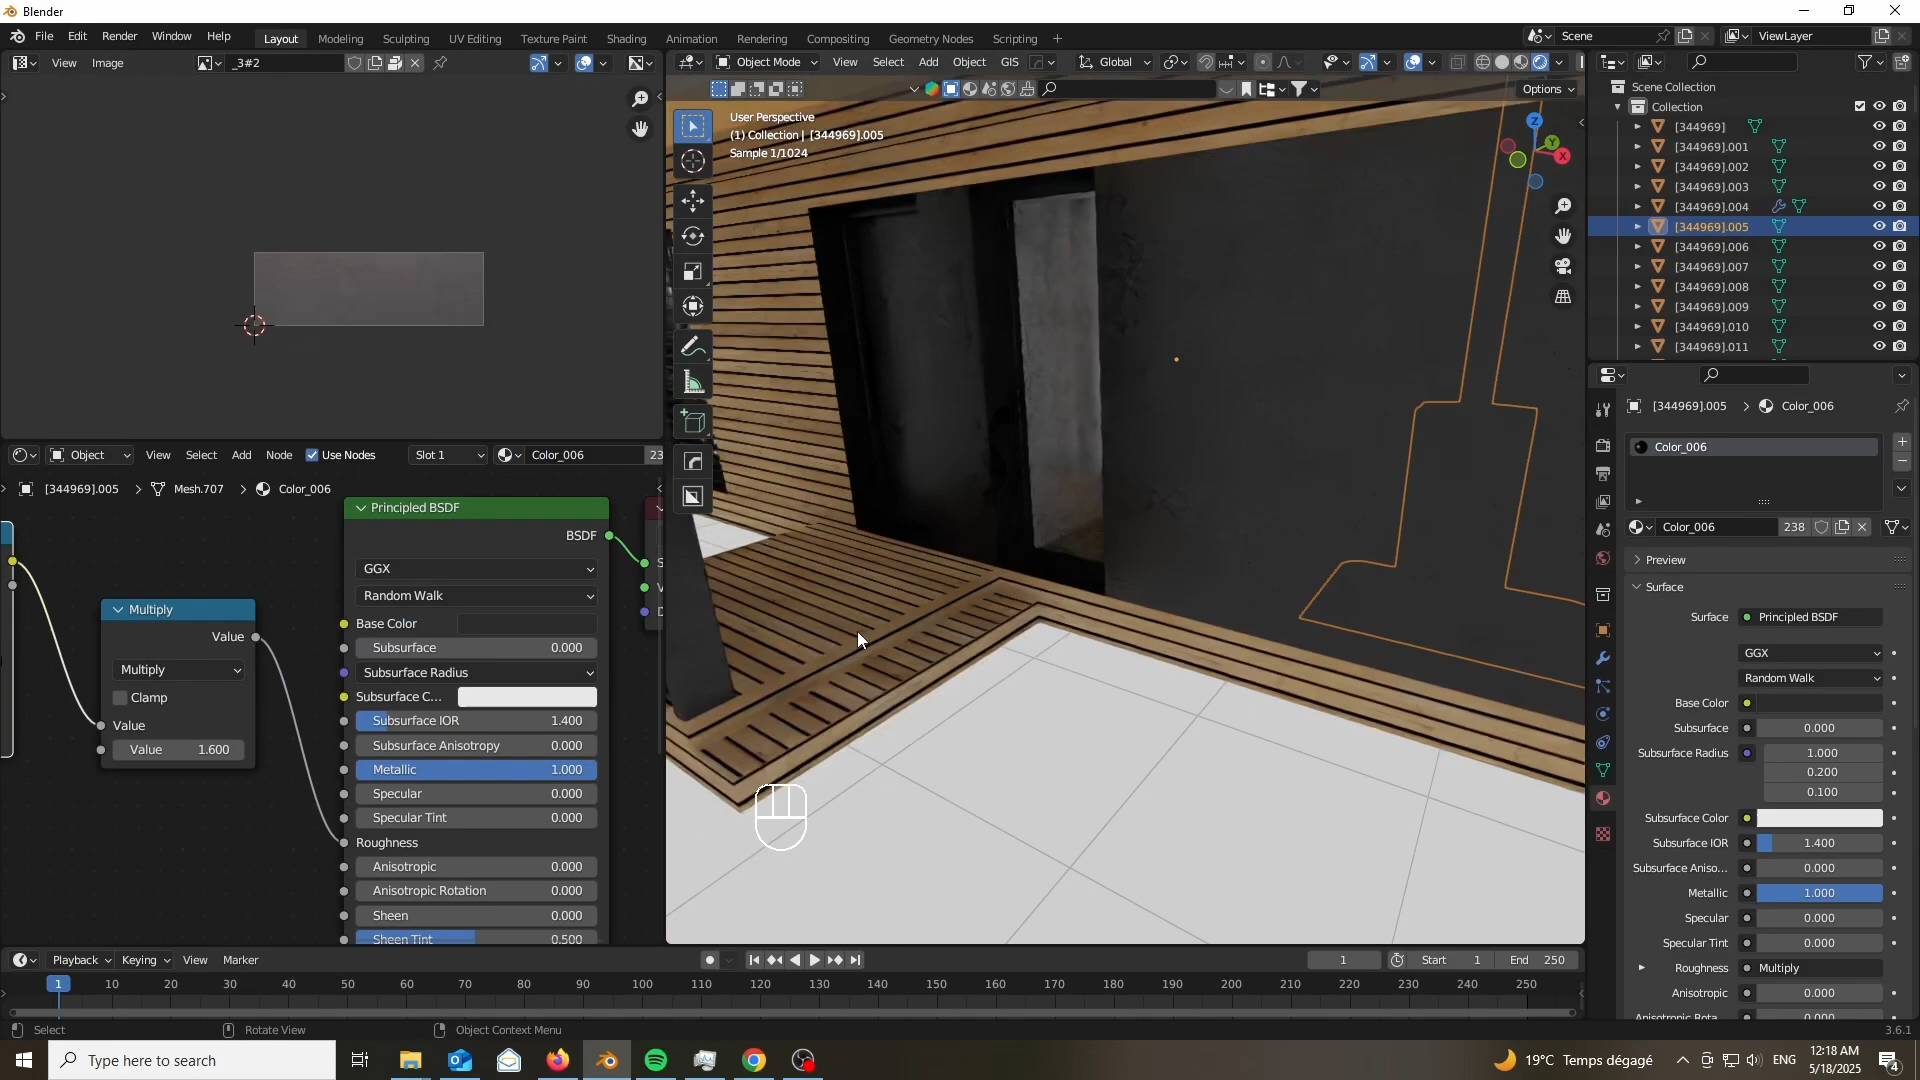 Blender
File Edit Render Window Help
Layout Modeling Sculpting UV Editing Texture Paint Shading Animation Rendering Compositing Geometry Nodes Scripting +
Scene
ViewLayer
View Image
_3#2
Object Mode View Select Add Object GIS
Global
Options
User Perspective
(1) Collection | [344969].005
Sample 1/1024
Z
Y
X
Scene Collection
Collection
[344969]
[344969].001
[344969].002
[344969].003
[344969].004
[344969].005
[344969].006
[344969].007
[344969].008
[344969].009
[344969].010
[344969].011
[344969].005 > Color_006
Color_006
Color_006 238
Preview
Surface
Surface Principled BSDF
GGX
Random Walk
Base Color
Subsurface 0.000
Subsurface Radius 1.000
0.200
0.100
Subsurface Color
Subsurface IOR 1.400
Subsurface Aniso... 0.000
Metallic 1.000
Specular 0.000
Specular Tint 0.000
Roughness Multiply
Anisotropic 0.000
Anisotropic Rota... 0.000
Object View Select Add Node Use Nodes Slot 1 Color_006 23
[344969].005 > Mesh.707 > Color_006
Multiply
Value
Multiply
Clamp
Value
Value 1.600
Principled BSDF
BSDF
GGX
Random Walk
Base Color
Subsurface 0.000
Subsurface Radius
Subsurface C...
Subsurface IOR 1.400
Subsurface Anisotropy 0.000
Metallic 1.000
Specular 0.000
Specular Tint 0.000
Roughness
Anisotropic 0.000
Anisotropic Rotation 0.000
Sheen 0.000
Sheen Tint 0.500
Playback Keying View Marker
1 Start 1 End 250
1 10 20 30 40 50 60 70 80 90 100 110 120 130 140 150 160 170 180 190 200 210 220 230 240 250
Select Rotate View Object Context Menu
3.6.1
Type here to search
19°C Temps dégagé
ENG
12:18 AM
5/18/2025
4